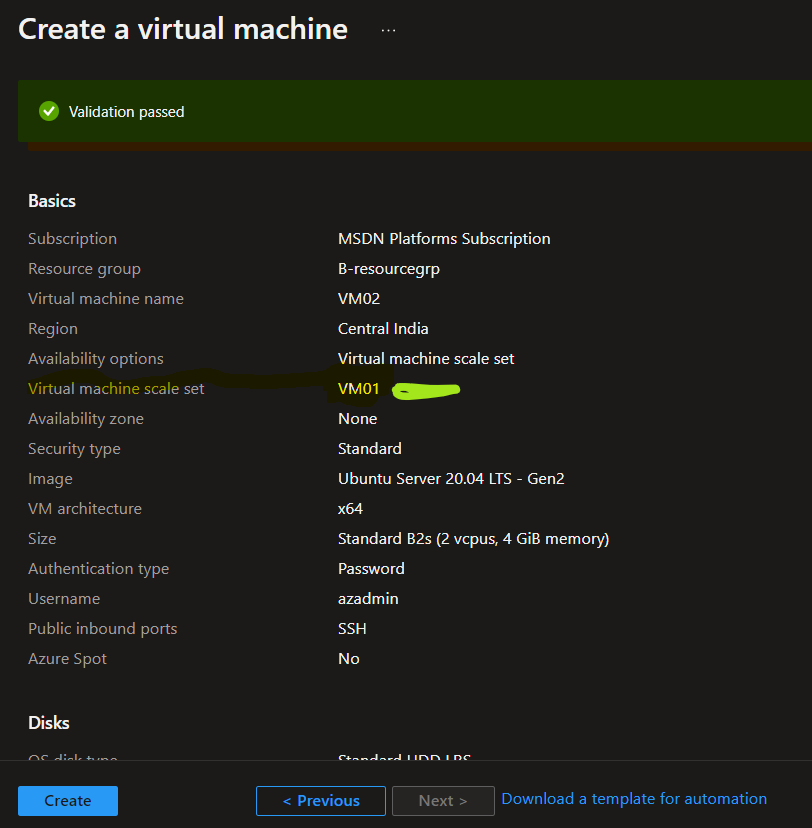 Create a virtual machine ...
Validation passed
Basics
Subscription MSDN Platforms Subscription
Resource group B-resourcegrp
Virtual machine name VM02
Region Central India
Availability options Virtual machine scale set
Virtual machine scale set VM01
Availability zone None
Security type Standard
Image Ubuntu Server 20.04 LTS - Gen2
VM architecture x64
Size Standard B2s (2 vcpus, 4 GiB memory)
Authentication type Password
Username azadmin
Public inbound ports SSH
Azure Spot No
Disks
OS disk type Standard HDD LRS
Create < Previous Next > Download a template for automation